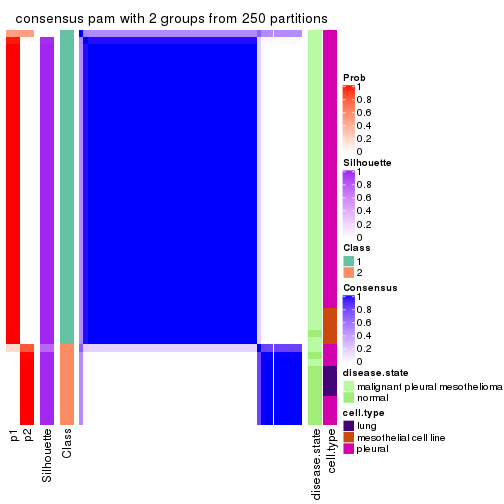 consensus pam with 2 groups from 250 partitions
Prob
1
0.8
0.6
0.4
0.2
0
Silhouette
1
0.8
0.6
0.4
0.2
0
Class
1
2
Consensus
1
0.8
0.6
0.4
0.2
0
disease.state
malignant pleural mesothelioma
normal
cell.type
lung
mesothelial cell line
pleural
p1
p2
Silhouette
Class
disease.state
cell.type